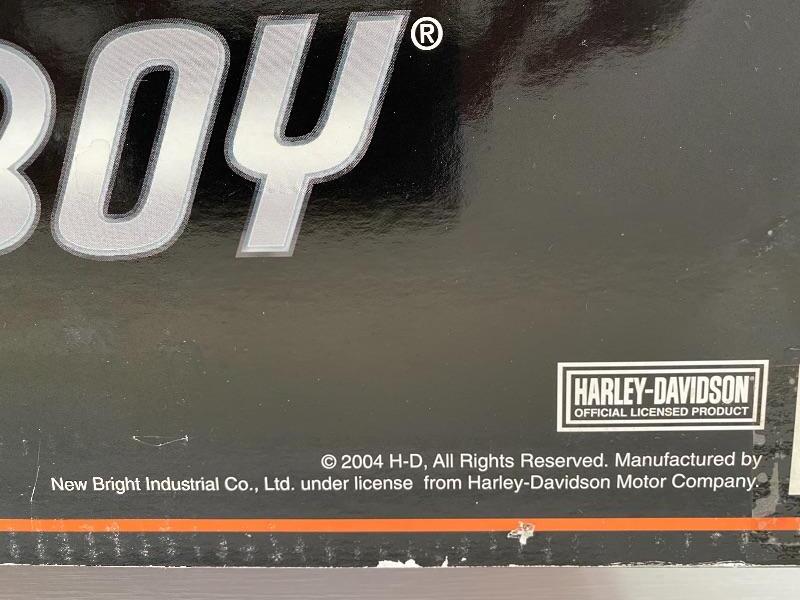 BOY®
HARLEY-DAVIDSON
OFFICIAL LICENSED PRODUCT
© 2004 H-D, All Rights Reserved. Manufactured by
New Bright Industrial Co., Ltd. under license from Harley-Davidson Motor Company.